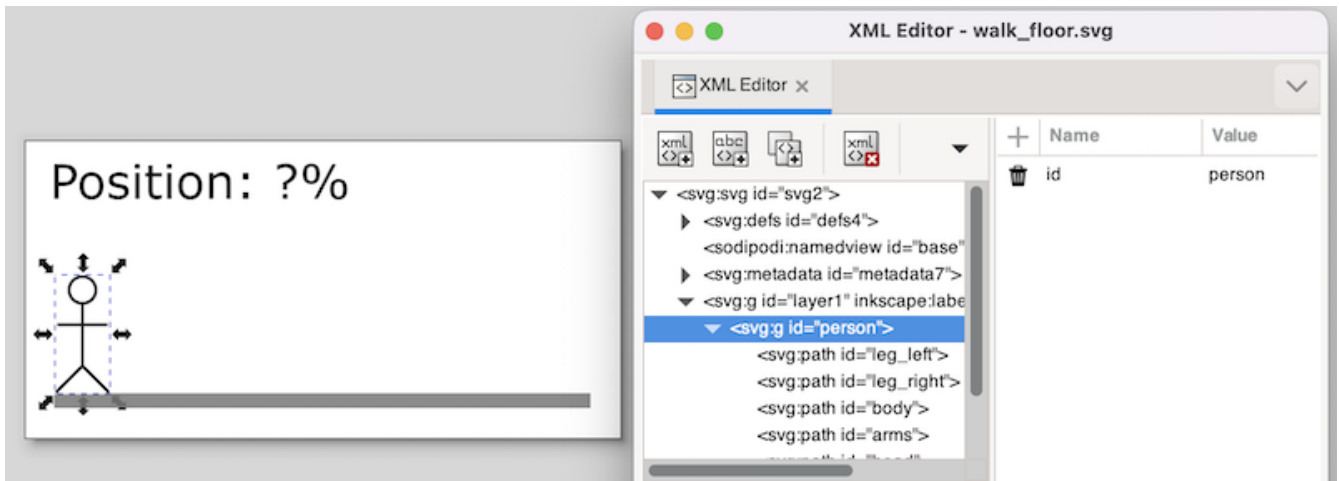 XML Editor - walk_floor.svg
XML Editor
Name Value
id person
Position: ?%
<svg:svg id="svg2">
<svg:defs id="defs4">
<sodipodi:namedview id="base"
<svg:metadata id="metadata7">
<svg:g id="layer1" inkscape:labe
<svg:g id="person">
<svg:path id="leg_left">
<svg:path id="leg_right">
<svg:path id="body">
<svg:path id="arms">